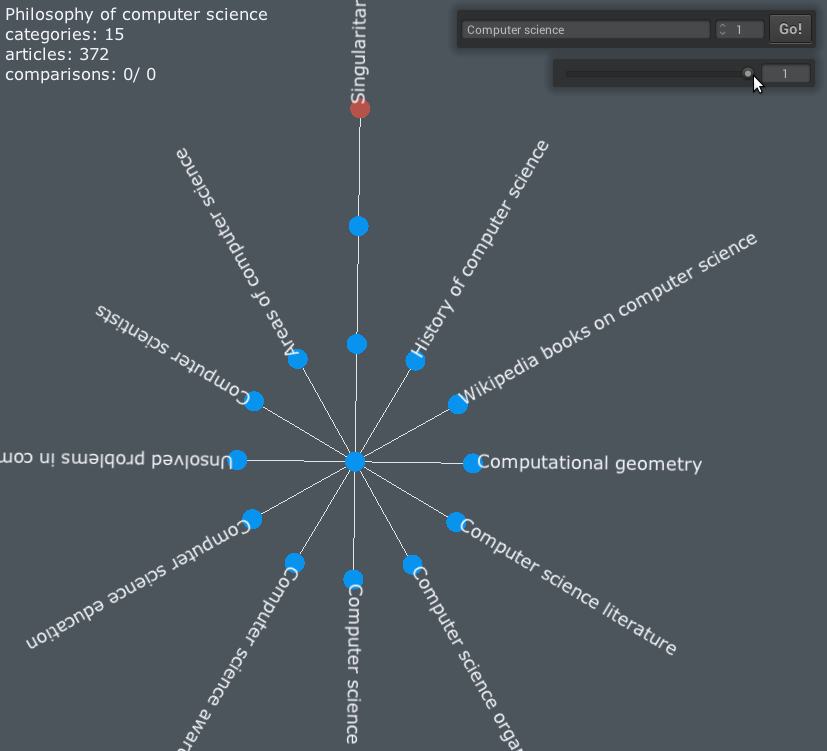 Philosophy of computer science
categories: 15
articles: 372
comparisons: 0/ 0
Computer science
1
Go!
1
Singularitar
Areas of computer science
History of computer science
Computer scientists
Wikipedia books on computer science
Unsolved problems in com
Computational geometry
Computer science education
Computer science literature
Computer science awar
Computer science
Computer science organ